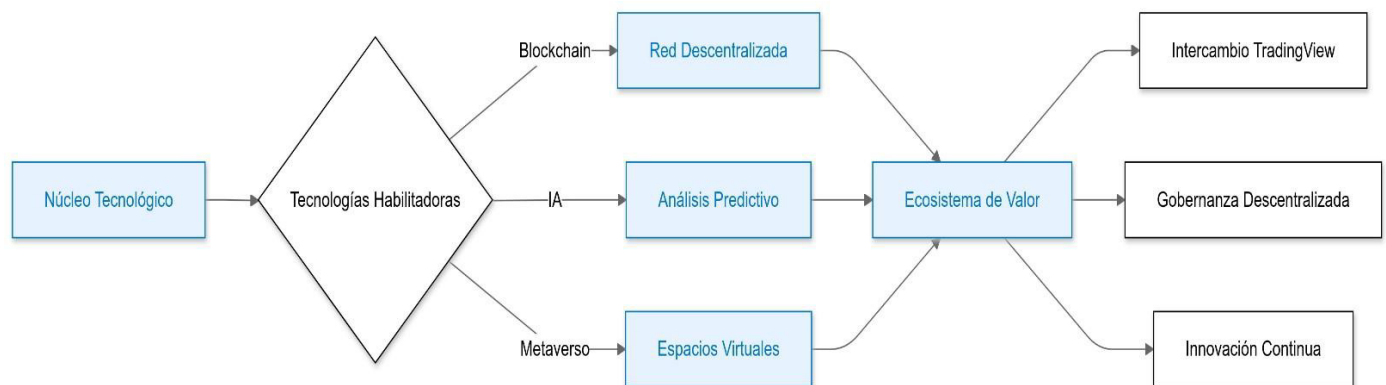 Blockchain
Red Descentralizada
Intercambio TradingView
Núcleo Tecnológico
Tecnologías Habilitadoras
IA
Análisis Predictivo
Ecosistema de Valor
Gobernanza Descentralizada
Metaverso
Espacios Virtuales
Innovación Continua